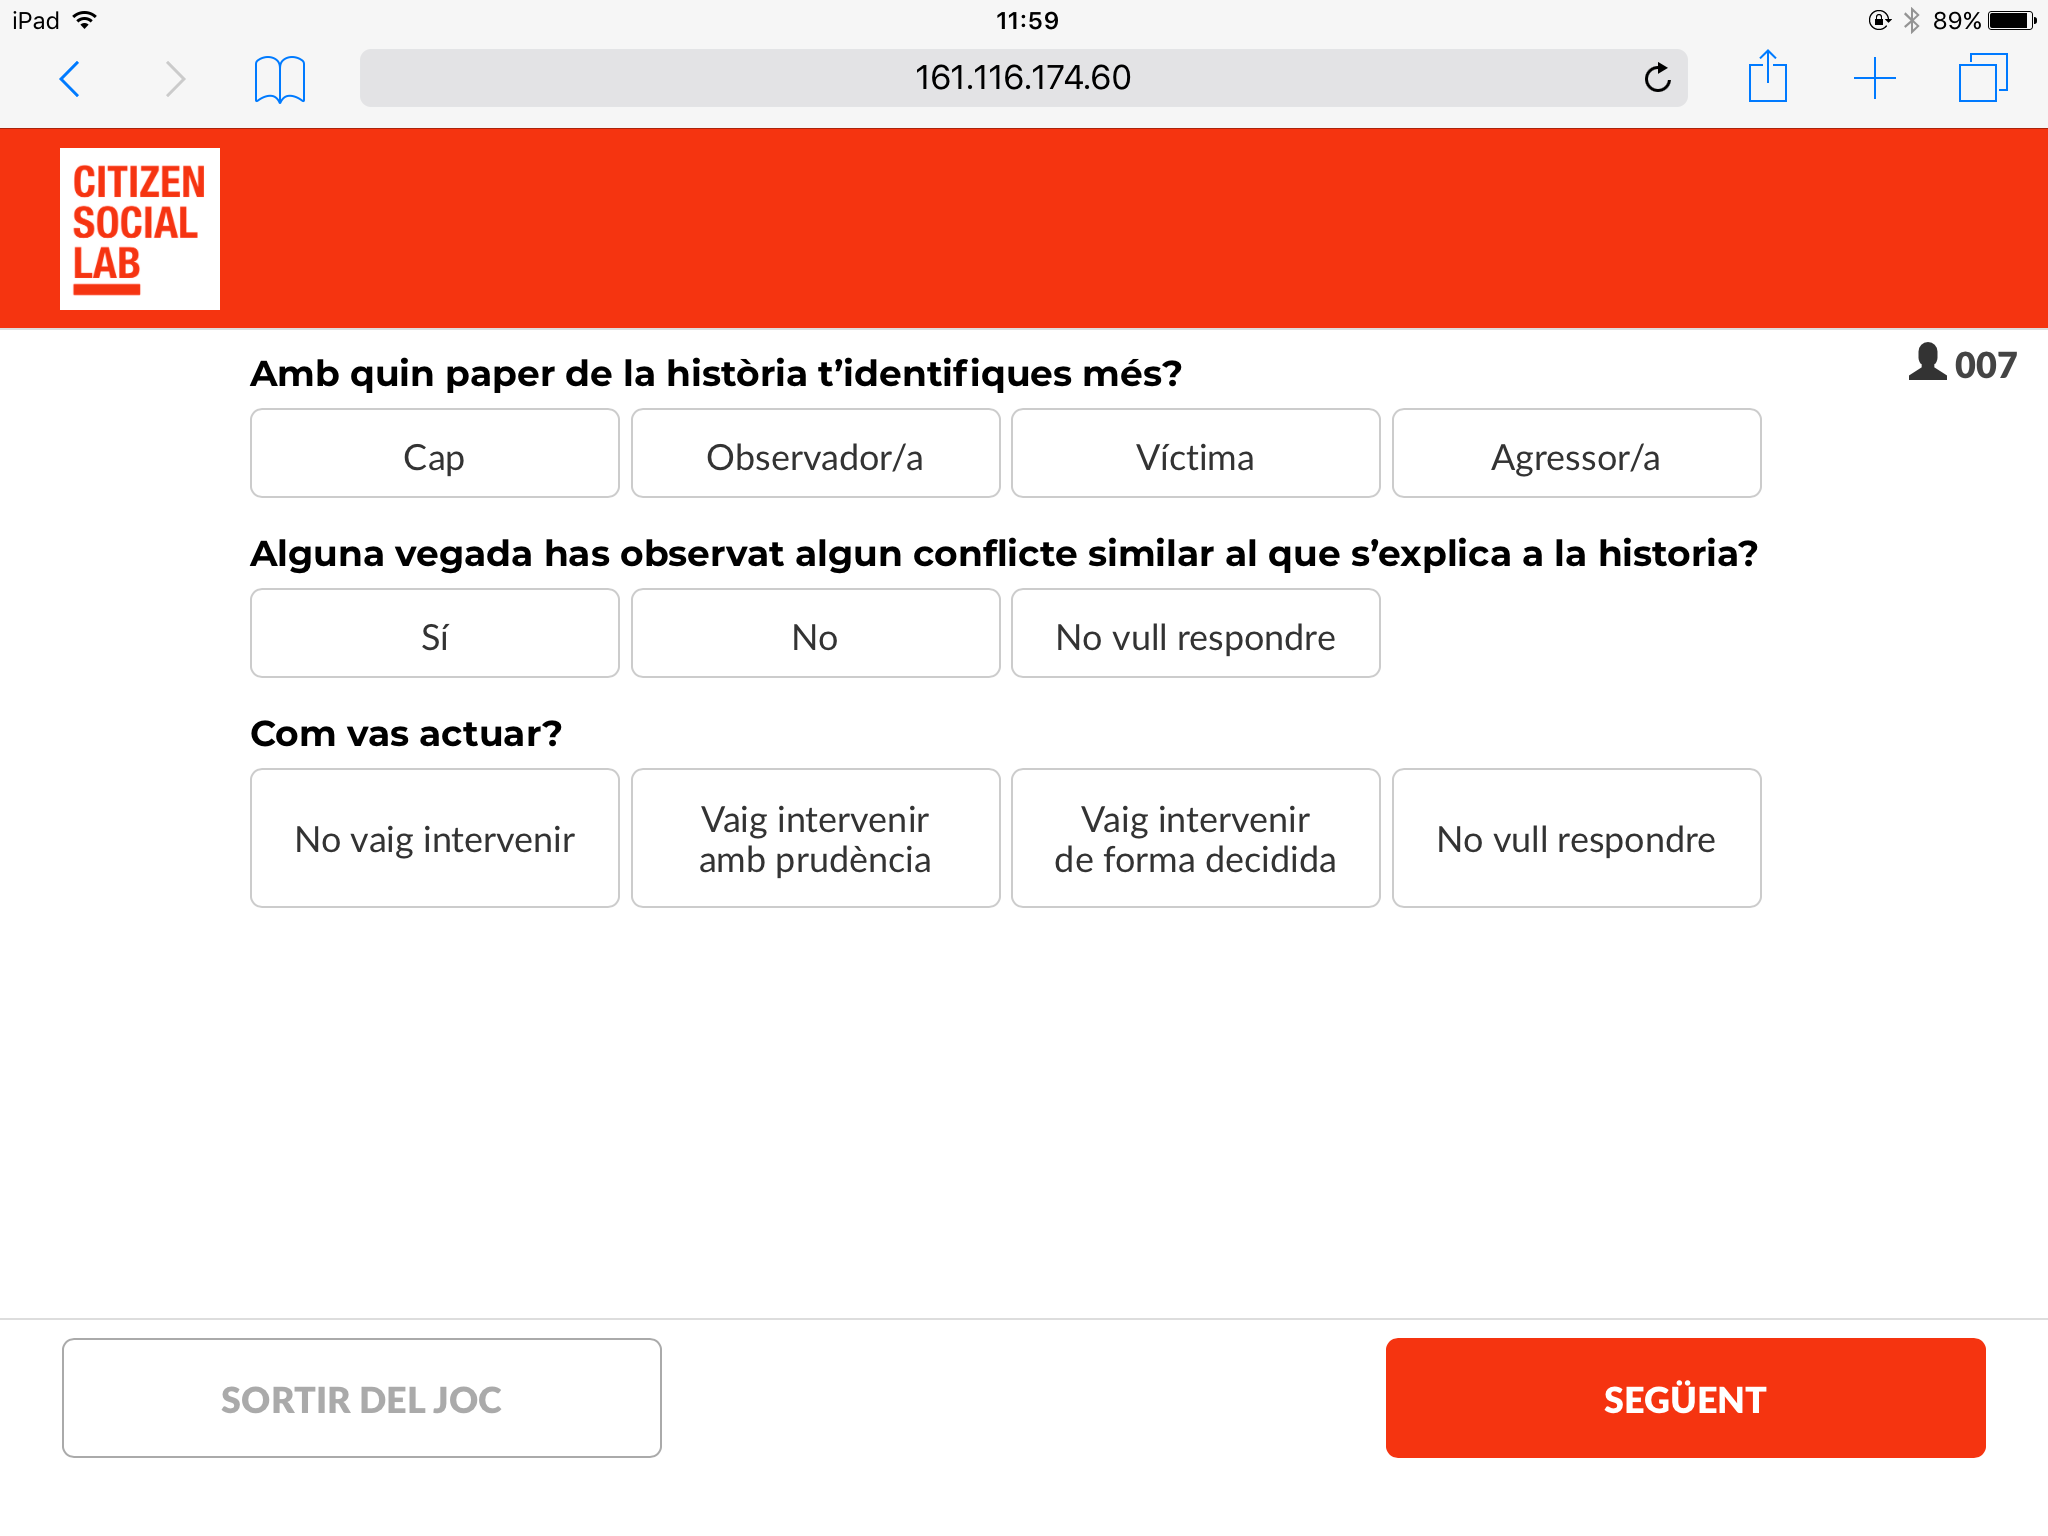 iPad 11:59 89%
161.116.174.60
CITIZEN
SOCIAL
LAB
007
Amb quin paper de la història t’identifiques més?
Cap Observador/a Víctima Agressor/a
Alguna vegada has observat algun conflicte similar al que s’explica a la historia?
Sí No No vull respondre
Com vas actuar?
No vaig intervenir
Vaig intervenir
amb prudència
Vaig intervenir
de forma decidida
No vull respondre
SORTIR DEL JOC SEGÜENT